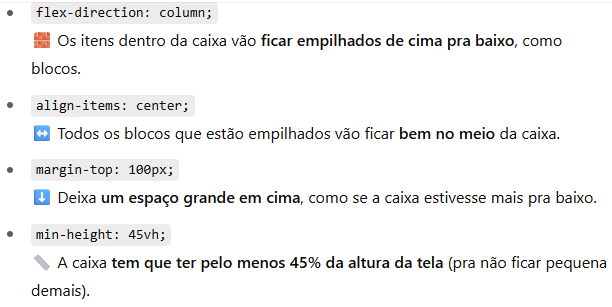 flex-direction: column;
🧱 Os itens dentro da caixa vão ficar empilhados de cima pra baixo, como
blocos.
align-items: center;
↔️ Todos os blocos que estão empilhados vão ficar bem no meio da caixa.
margin-top: 100px;
⬇️ Deixa um espaço grande em cima, como se a caixa estivesse mais pra baixo.
min-height: 45vh;
📏 A caixa tem que ter pelo menos 45% da altura da tela (pra não ficar pequena
demais).